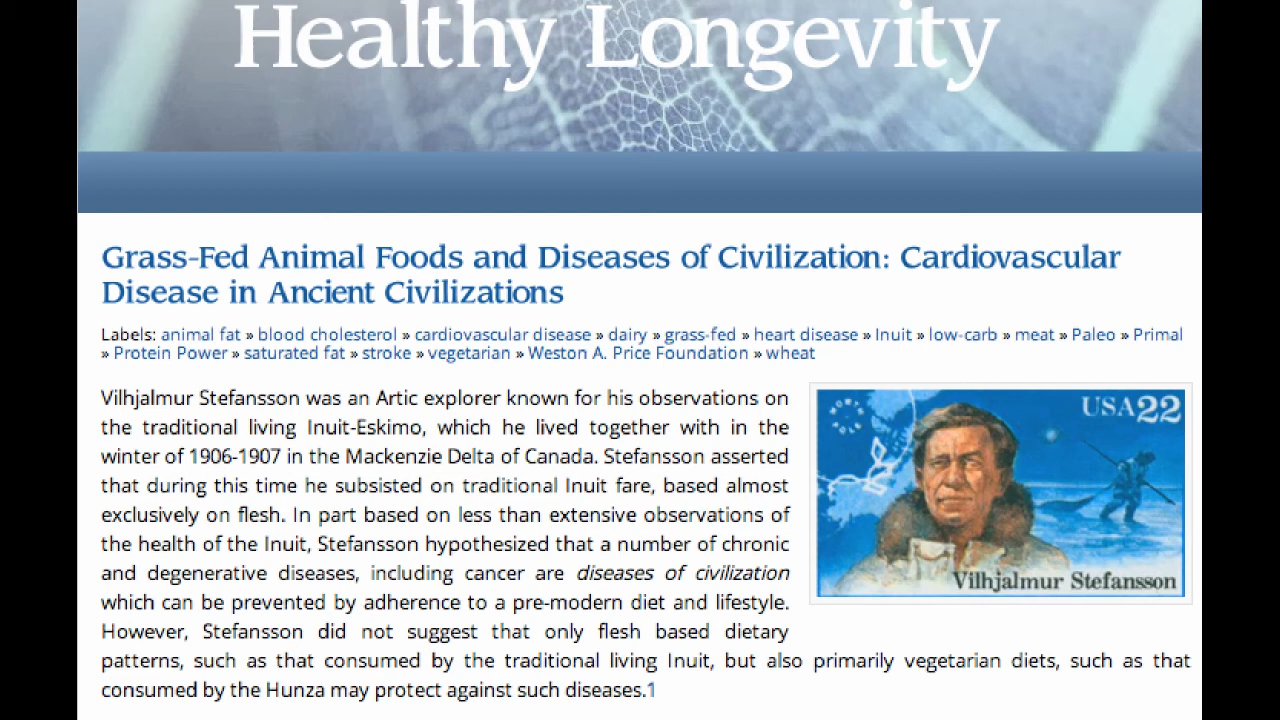 Healthy Longevity
Grass-Fed Animal Foods and Diseases of Civilization: Cardiovascular
Disease in Ancient Civilizations
Labels: animal fat » blood cholesterol » cardiovascular disease » dairy » grass-fed » heart disease » Inuit » low-carb » meat » Paleo » Primal
» Protein Power » saturated fat » stroke » vegetarian » Weston A. Price Foundation » wheat
Vilhjalmur Stefansson was an Artic explorer known for his observations on
the traditional living Inuit-Eskimo, which he lived together with in the
winter of 1906-1907 in the Mackenzie Delta of Canada. Stefansson asserted
that during this time he subsisted on traditional Inuit fare, based almost
exclusively on flesh. In part based on less than extensive observations of
the health of the Inuit, Stefansson hypothesized that a number of chronic
and degenerative diseases, including cancer are diseases of civilization
which can be prevented by adherence to a pre-modern diet and lifestyle.
However, Stefansson did not suggest that only flesh based dietary
patterns, such as that consumed by the traditional living Inuit, but also primarily vegetarian diets, such as that
consumed by the Hunza may protect against such diseases.1
NORTH POLE
USA22
Vilhjalmur Stefansson